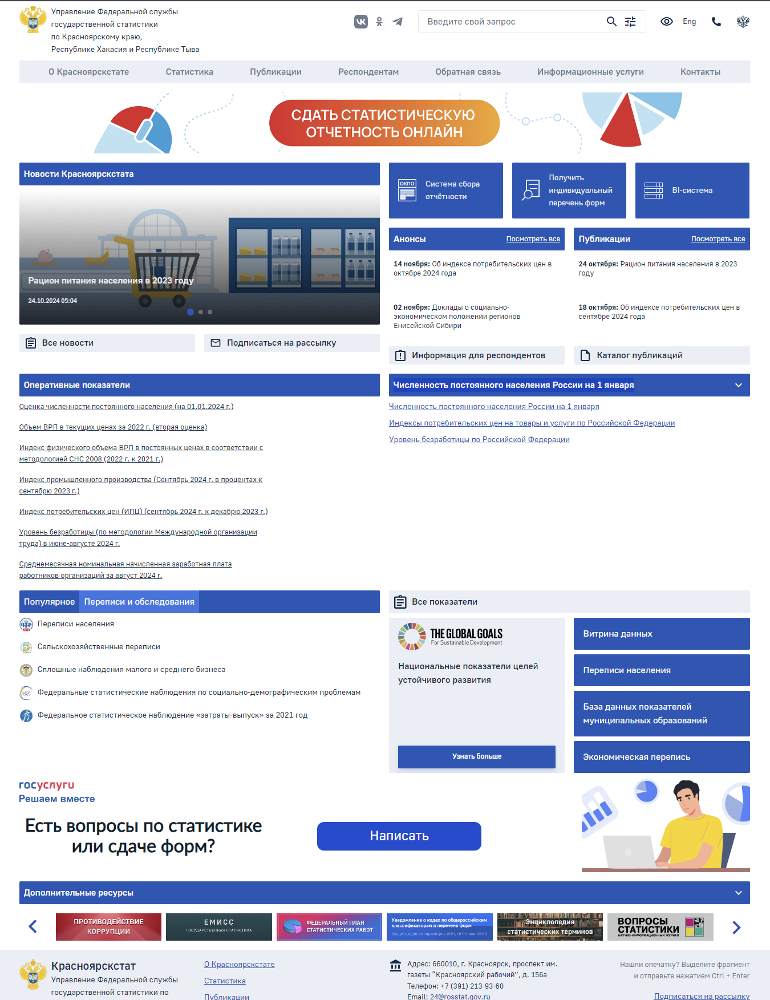 Управление Федеральной службы
государственной статистики
по Красноярскому краю,
Республике Хакасия и Республике Тыва
Введите свой запрос
Eng
О Красноярскстате
Статистика
Публикации
Респондентам
Обратная связь
Информационные услуги
Контакты
СДАТЬ СТАТИСТИЧЕСКУЮ
ОТЧЕТНОСТЬ ОНЛАЙН
Новости Красноярскстата
Рацион питания населения в 2023 году
24.10.2024 05:04
Все новости
Подписаться на рассылку
ОКПО
Система сбора
отчётности
Получить
индивидуальный
перечень форм
BI-система
Анонсы
Посмотреть все
14 ноября: Об индексе потребительских цен в
октябре 2024 года
02 ноября: Доклады о социально-
экономическом положении регионов
Енисейской Сибири
Информация для респондентов
Публикации
Посмотреть все
24 октября: Рацион питания населения в 2023
году
18 октября: Об индексе потребительских цен в
сентябре 2024 года
Каталог публикаций
Оперативные показатели
Оценка численности постоянного населения (на 01.01.2024 г.)
Объем ВРП в текущих ценах за 2022 г. (вторая оценка)
Индекс физического объема ВРП в постоянных ценах в соответствии с
методологией СНС 2008 (2022 г. к 2021 г.)
Индекс промышленного производства (Сентябрь 2024 г. в процентах к
сентябрю 2023 г.)
Индекс потребительских цен (ИПЦ) (сентябрь 2024 г. к декабрю 2023 г.)
Уровень безработицы (по методологии Международной организации
труда) в июне-августе 2024 г.
Среднемесячная номинальная начисленная заработная плата
работников организаций за август 2024 г.
Численность постоянного населения России на 1 января
Численность постоянного населения России на 1 января
Индексы потребительских цен на товары и услуги по Российской Федерации
Уровень безработицы по Российской Федерации
Популярное
Переписи и обследования
Переписи населения
Сельскохозяйственные переписи
Сплошные наблюдения малого и среднего бизнеса
Федеральные статистические наблюдения по социально-демографическим проблемам
Федеральное статистическое наблюдение «затраты-выпуск» за 2021 год
Все показатели
THE GLOBAL GOALS
For Sustainable Development
Национальные показатели целей
устойчивого развития
Узнать больше
Витрина данных
Переписи населения
База данных показателей
муниципальных образований
Экономическая перепись
госуслуги
Решаем вместе
Есть вопросы по статистике
или сдаче форм?
Написать
Дополнительные ресурсы
ПРОТИВОДЕЙСТВИЕ
КОРРУПЦИИ
ЕМИСС
ГОСУДАРСТВЕННАЯ СТАТИСТИКА
ФЕДЕРАЛЬНЫЙ ПЛАН
СТАТИСТИЧЕСКИХ РАБОТ
Уведомление о кодах по общероссийским
классификаторам и перечень форм
Вводить один из параметров ИНН, ОГРН или ОКПО
Энциклопедия
статистических терминов
ВОПРОСЫ
СТАТИСТИКИ
НАУЧНО-ИНФОРМАЦИОННЫЙ ЖУРНАЛ
Красноярскстат
Управление Федеральной службы
государственной статистики по
О Красноярскстате
Статистика
Публикации
Адрес: 660010, г. Красноярск, проспект им.
газеты “Красноярский рабочий”, д. 156а
Телефон: +7 (391) 213-93-60
Email: 24@rosstat.gov.ru
Нашли опечатку? Выделите фрагмент
и отправьте нажатием Ctrl + Enter
Подписаться на рассылку